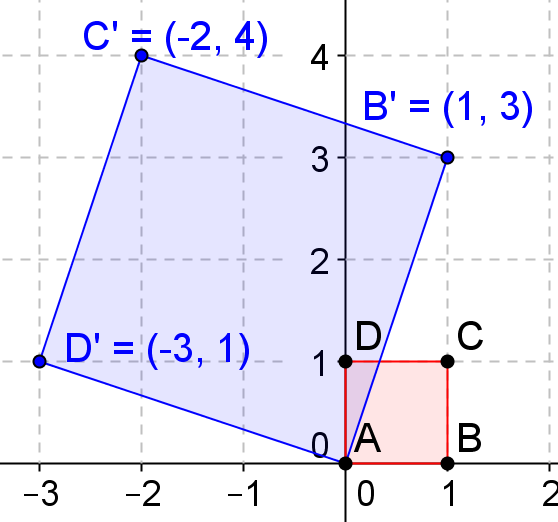 C' = (-2, 4)
4
B' = (1, 3)
3
2
D' = (-3, 1)
1
D
C
0
A
B
−3
−2
−1
0
1
2